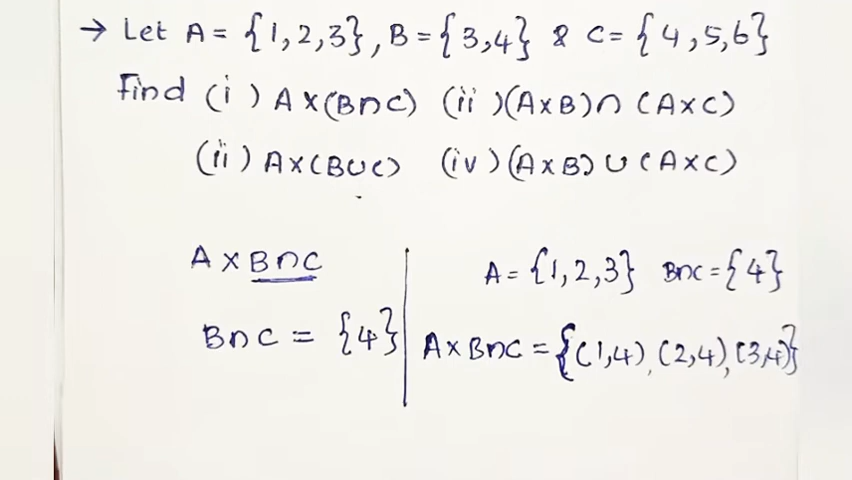 → Let A = {1, 2, 3}, B = {3, 4} & C = {4, 5, 6}
Find (i) A×(B∩C) (ii)(A×B)∩(A×C)
(ii) A×(B∪C) (iv)(A×B)∪(A×C)
A × B∩C
B∩C = {4}
A = {1, 2, 3} B∩C = {4}
A× B∩C = {(1,4), (2,4), (3,4)}